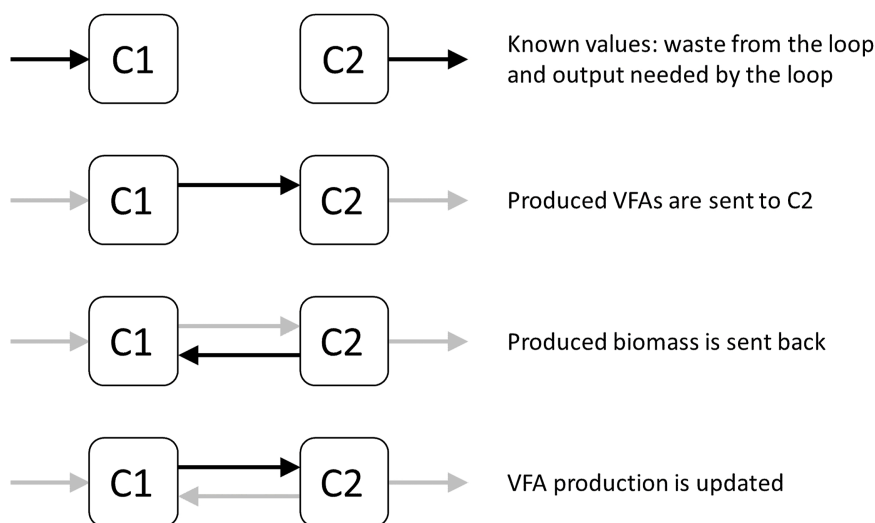 C1 C2 Known values: waste from the loop
and output needed by the loop
C1 C2 Produced VFAs are sent to C2
C1 C2 Produced biomass is sent back
C1 C2 VFA production is updated